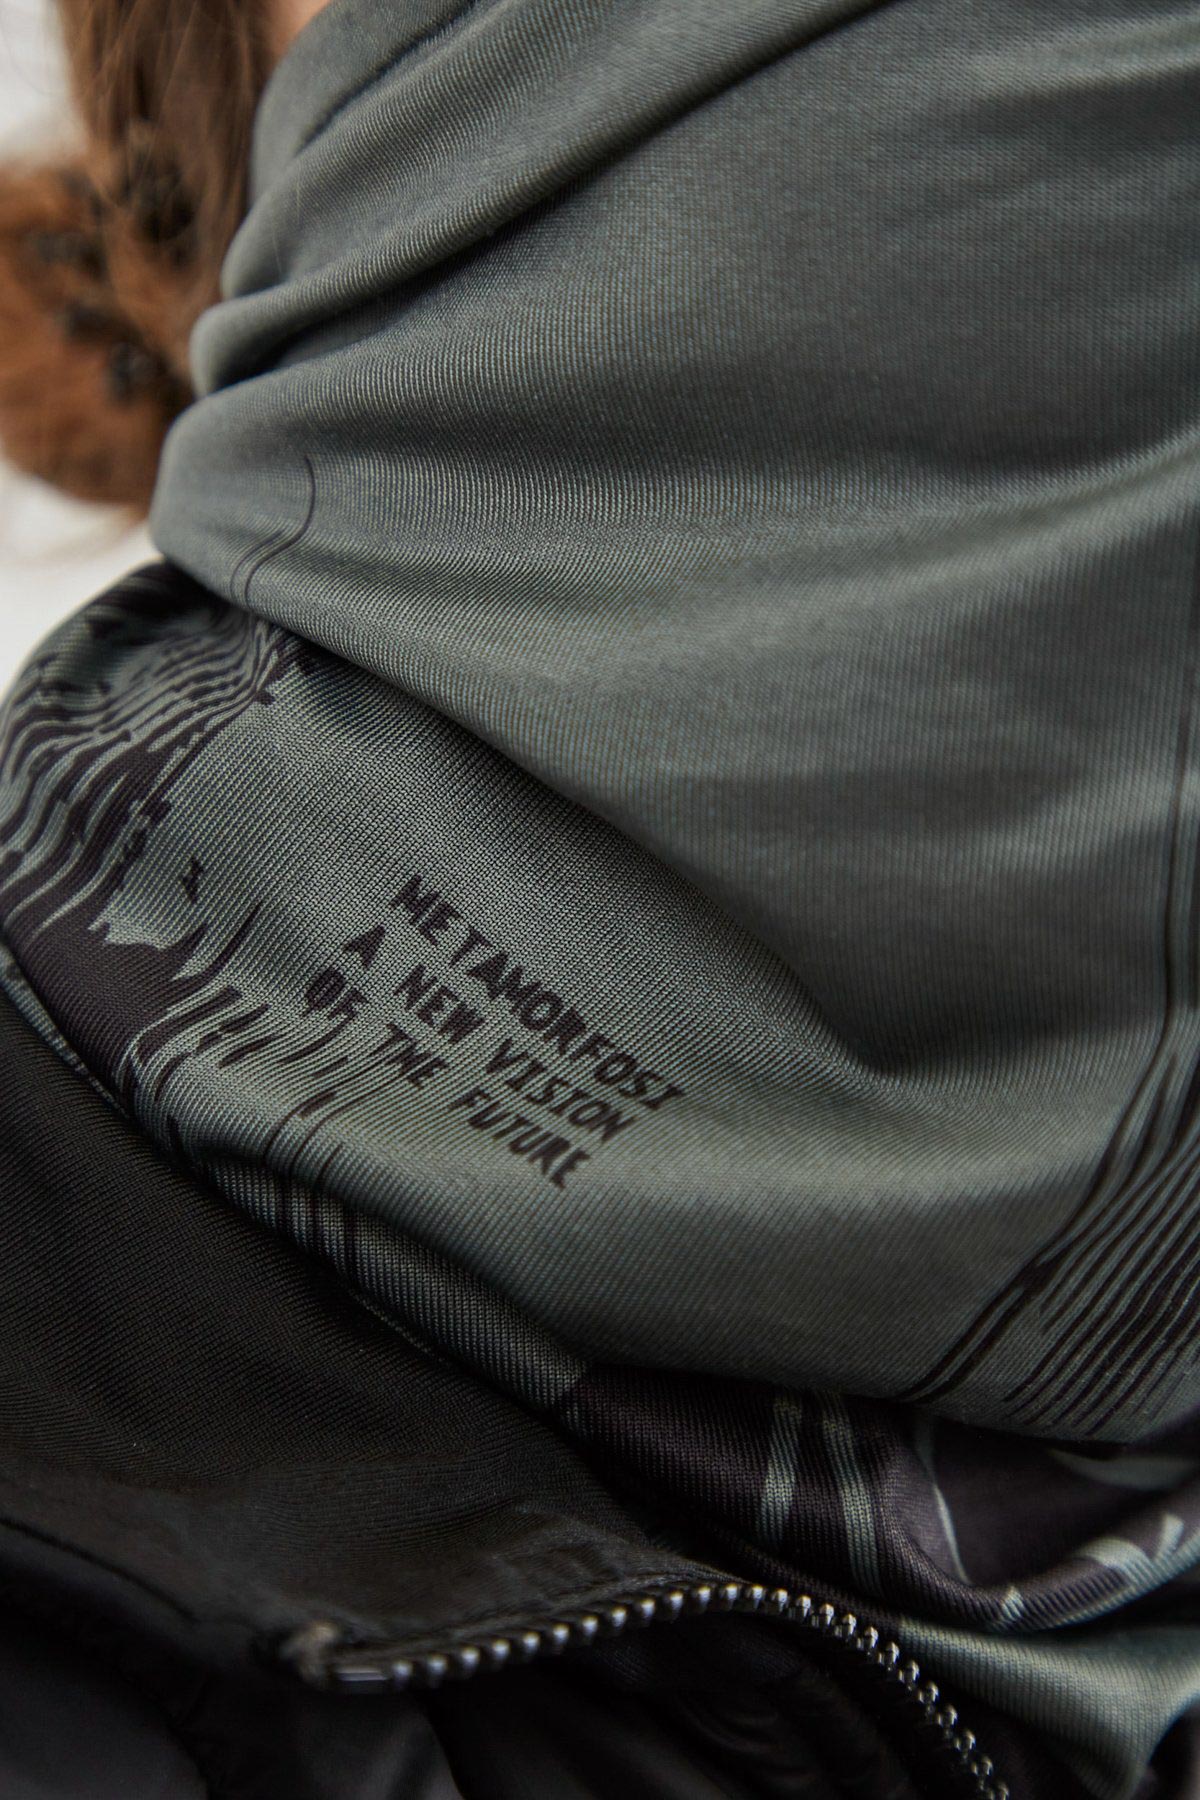 METAMORFOSI
A NEW VISION
OF THE FUTURE